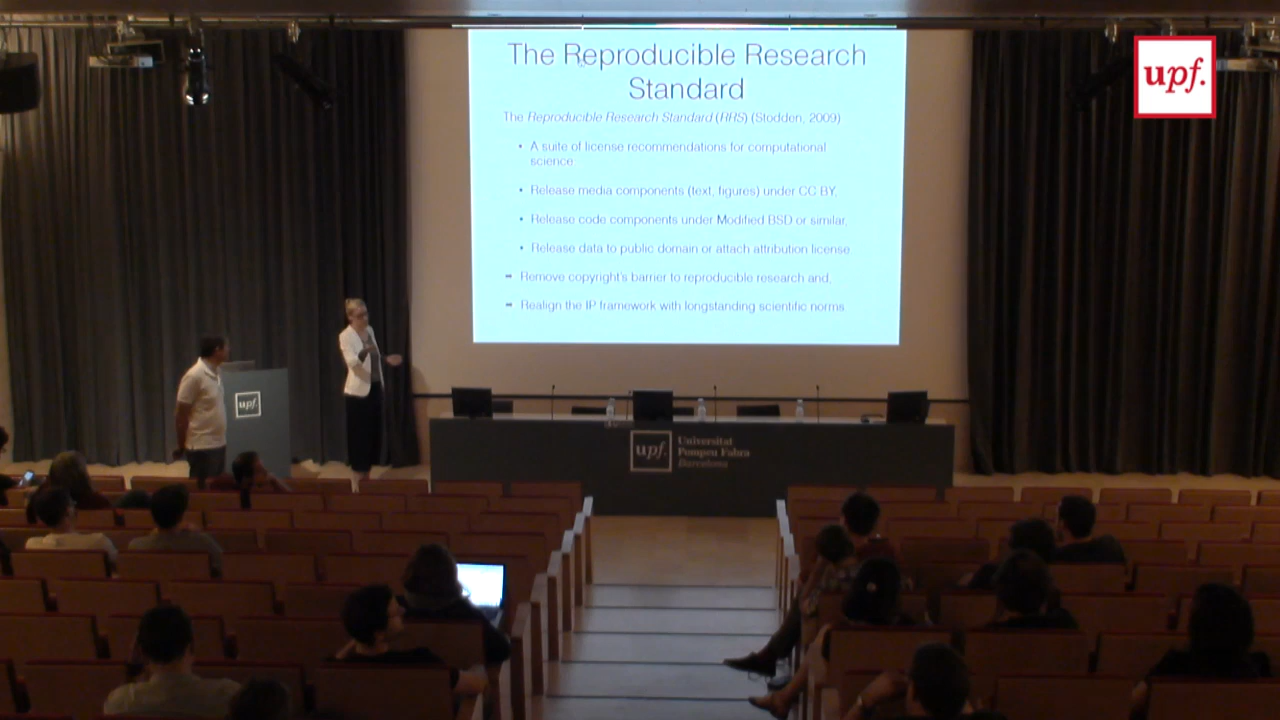 The Reproducible Research
Standard
The Reproducible Research Standard (RRS) (Stodden, 2009)
• A suite of license recommendations for computational
science:
• Release media components (text, figures) under CC BY,
• Release code components under Modified BSD or similar,
• Release data to public domain or attach attribution license
➡ Remove copyright's barrier to reproducible research and,
➡ Realign the IP framework with longstanding scientific norms
upf.
upf.
upf.
Universitat
Pompeu Fabra
Barcelona